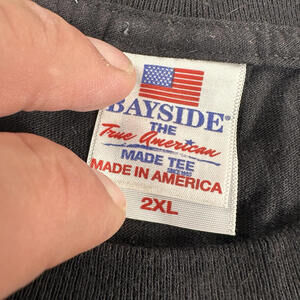 BAYSIDE®
THE
True American
MADE TEE
MADE IN AMERICA
2XL